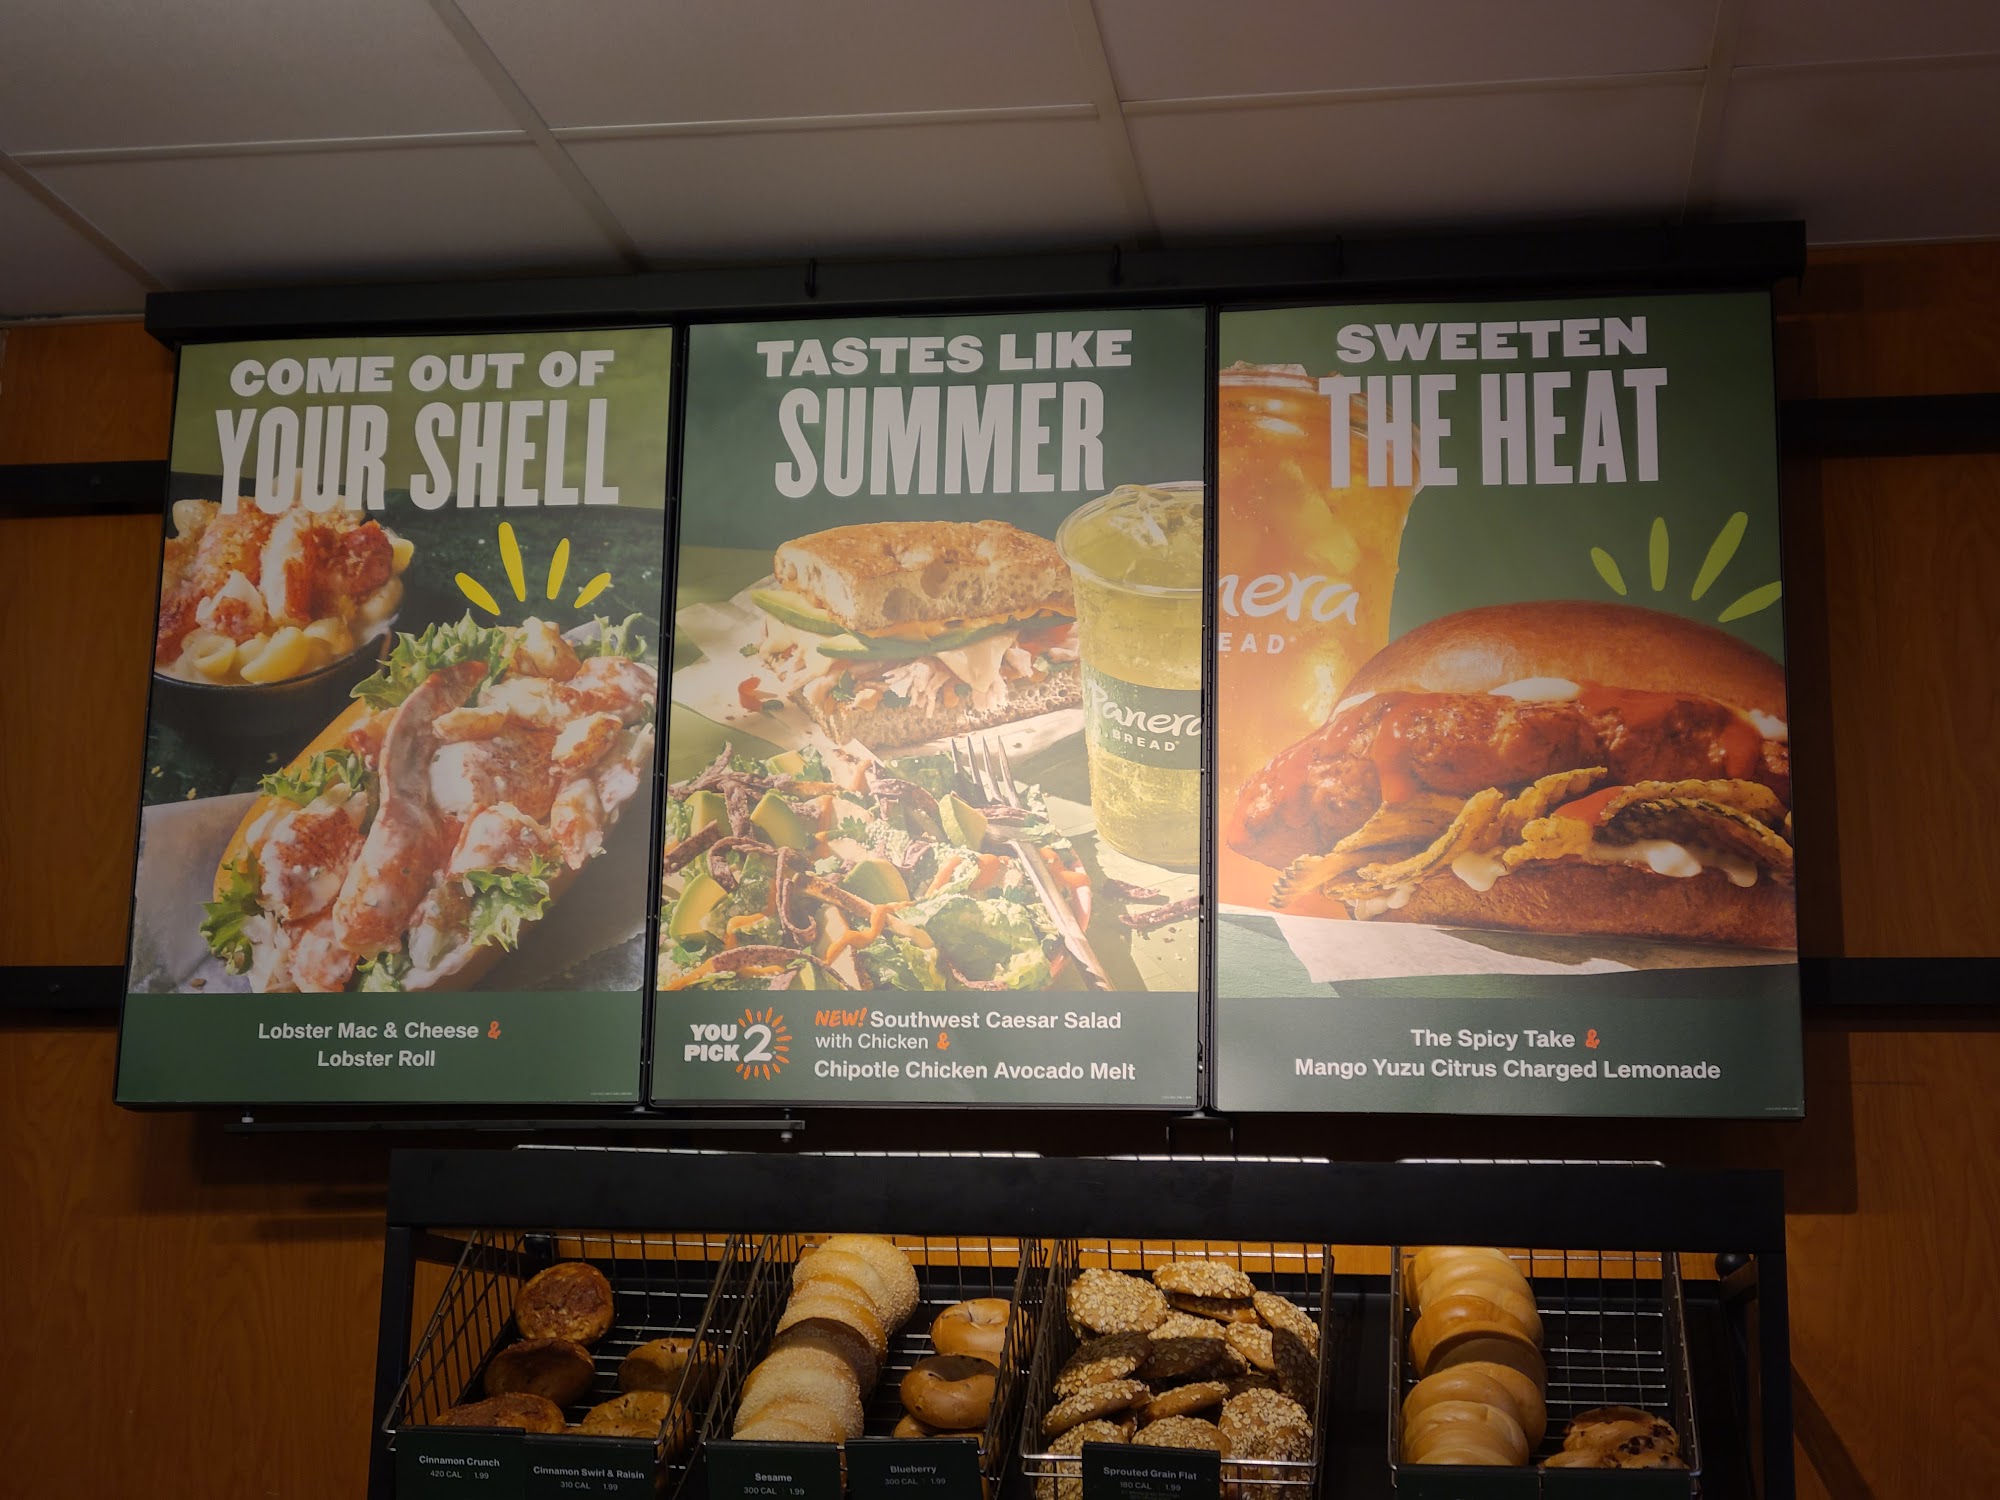 COME OUT OF
YOUR SHELL
Lobster Mac & Cheese &
Lobster Roll
TASTES LIKE
SUMMER
Panera
BREAD
YOU
PICK 2
NEW! Southwest Caesar Salad
with Chicken &
Chipotle Chicken Avocado Melt
SWEETEN
THE HEAT
nera
EAD
The Spicy Take &
Mango Yuzu Citrus Charged Lemonade
Cinnamon Crunch
420 CAL | 1.99
Cinnamon Swirl & Raisin
310 CAL | 1.99
Sesame
300 CAL | 1.99
Blueberry
300 CAL | 1.99
Sprouted Grain Flat
180 CAL | 1.99